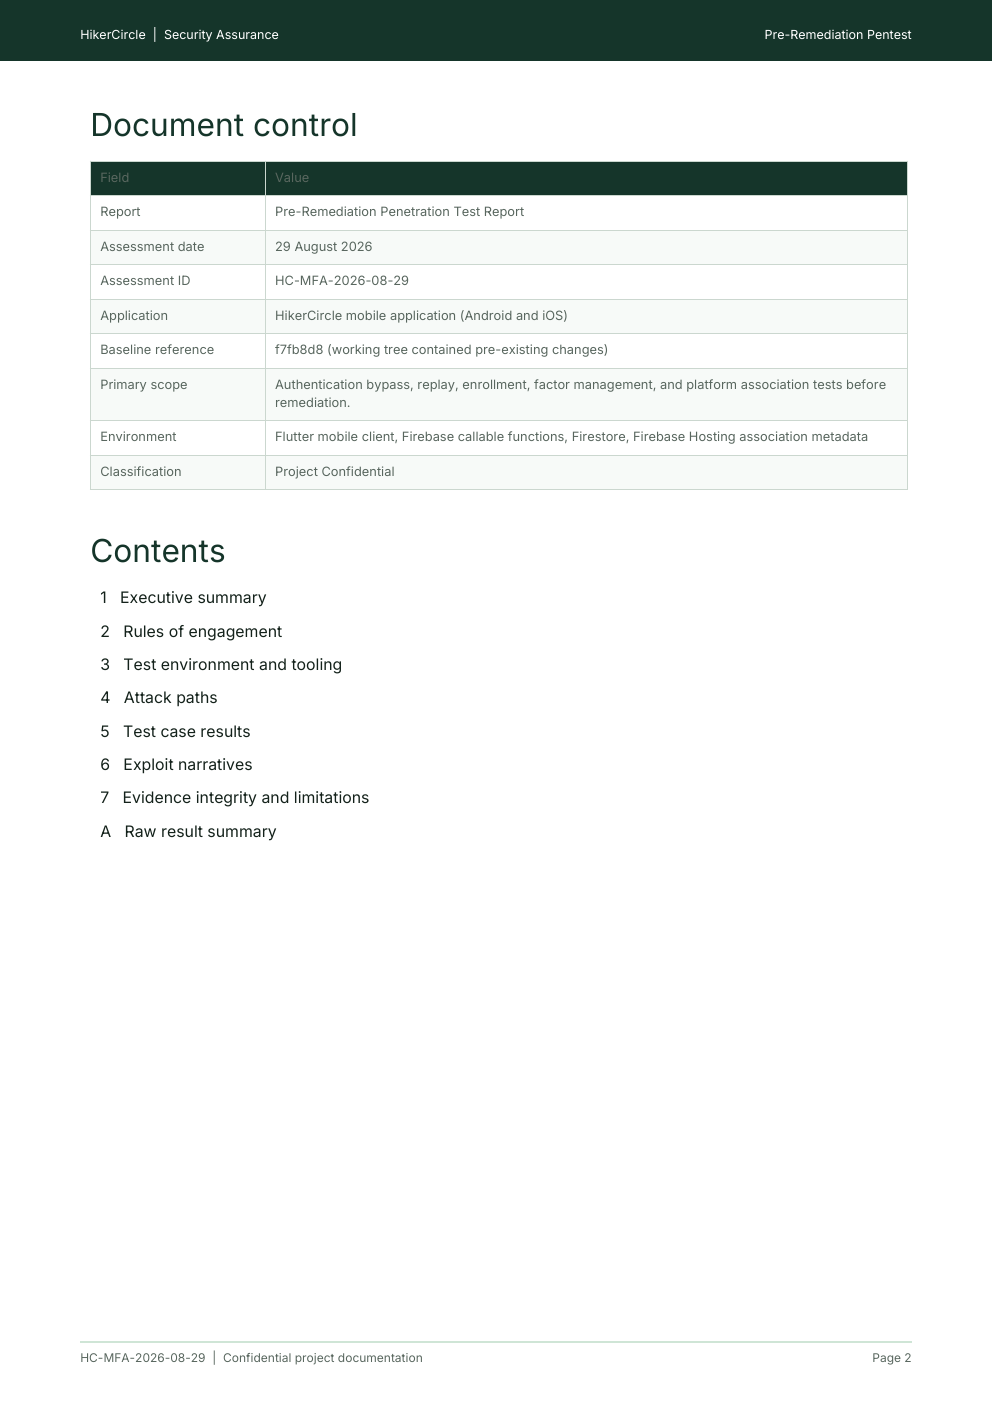 HikerCircle | Security Assurance
Pre-Remediation Pentest
Document control
Field Value
Report Pre-Remediation Penetration Test Report
Assessment date 29 August 2026
Assessment ID HC-MFA-2026-08-29
Application HikerCircle mobile application (Android and iOS)
Baseline reference f7fb8d8 (working tree contained pre-existing changes)
Primary scope Authentication bypass, replay, enrollment, factor management, and platform association tests before
remediation.
Environment Flutter mobile client, Firebase callable functions, Firestore, Firebase Hosting association metadata
Classification Project Confidential
Contents
1 Executive summary
2 Rules of engagement
3 Test environment and tooling
4 Attack paths
5 Test case results
6 Exploit narratives
7 Evidence integrity and limitations
A Raw result summary
HC-MFA-2026-08-29 | Confidential project documentation
Page 2